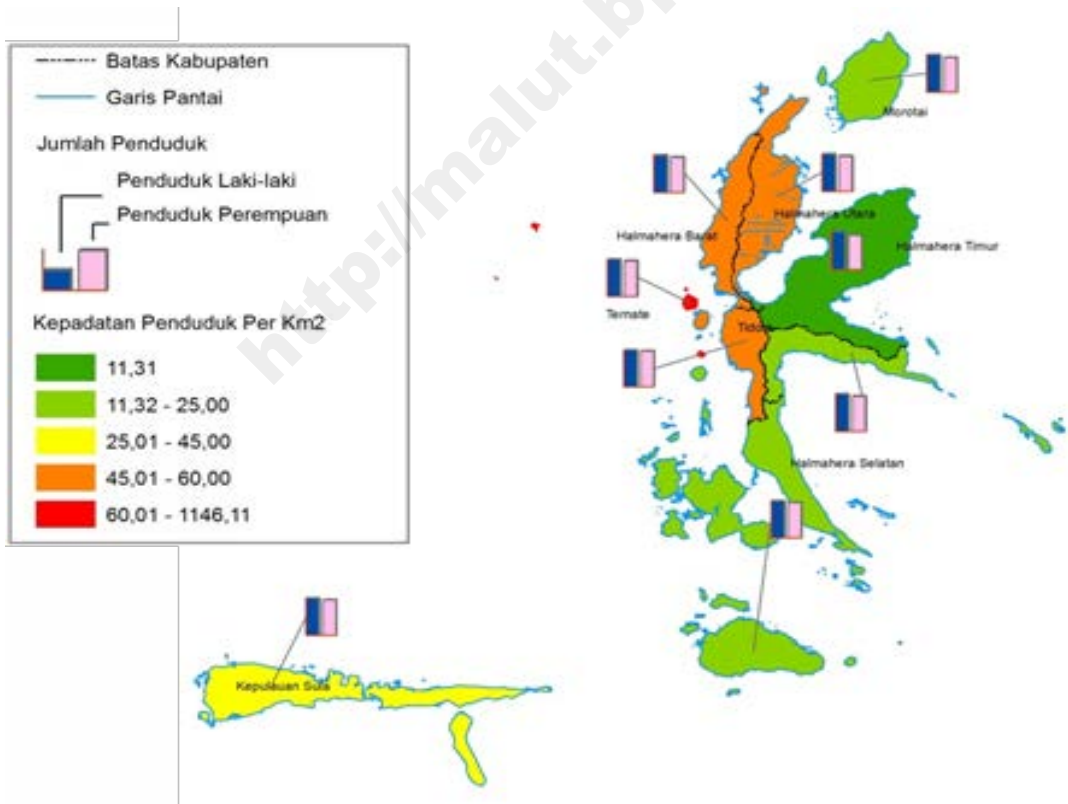 Batas Kabupaten
Garis Pantai
Jumlah Penduduk
Penduduk Laki-laki
Penduduk Perempuan
Kepadatan Penduduk Per Km2
11,31
11,32 - 25,00
25,01 - 45,00
45,01 - 60,00
60,01 - 1146,11
http://malut.b
Morotai
Halmahera Utara
Halmahera Barat
Halmahera Timur
Ternate
Halmahera Selatan
Kepulauan Sula